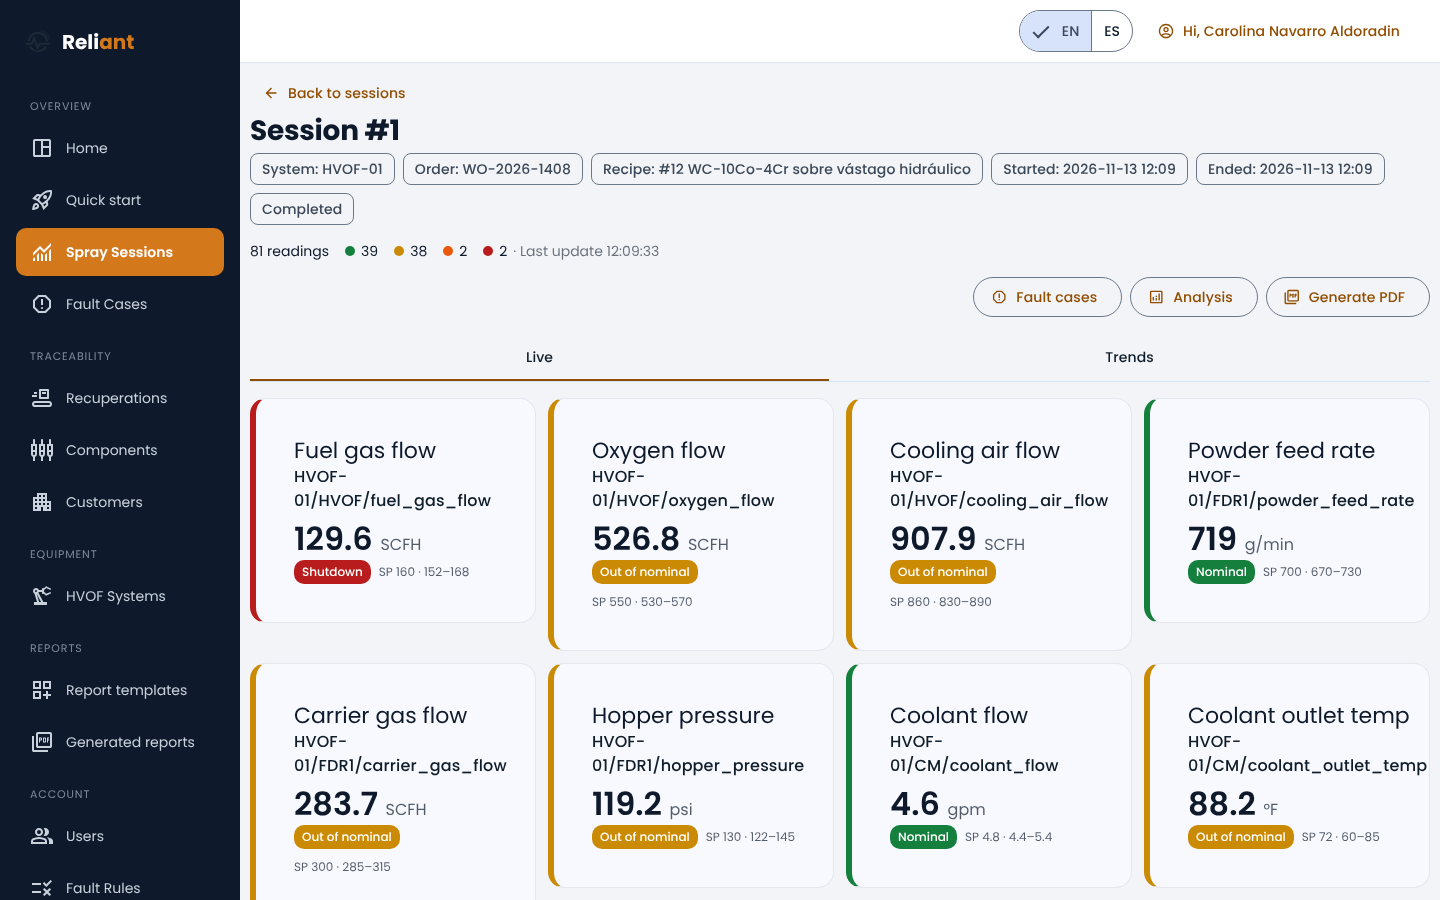 Reliant
EN
ES
Hi, Carolina Navarro Aldoradin
OVERVIEW
Home
Quick start
Spray Sessions
Fault Cases
TRACEABILITY
Recuperations
Components
Customers
EQUIPMENT
HVOF Systems
REPORTS
Report templates
PDF
Generated reports
ACCOUNT
Users
Fault Rules
Back to sessions
Session #1
System: HVOF-01
Order: WO-2026-1408
Recipe: #12 WC-10Co-4Cr sobre vástago hidráulico
Started: 2026-11-13 12:09
Ended: 2026-11-13 12:09
Completed
81 readings 39 38 2 2 · Last update 12:09:33
Fault cases
Analysis
Generate PDF
Live
Trends
Fuel gas flow
HVOF-
01/HVOF/fuel_gas_flow
129.6 SCFH
Shutdown SP 160 · 152–168
Oxygen flow
HVOF-
01/HVOF/oxygen_flow
526.8 SCFH
Out of nominal
SP 550 · 530–570
Cooling air flow
HVOF-
01/HVOF/cooling_air_flow
907.9 SCFH
Out of nominal
SP 860 · 830–890
Powder feed rate
HVOF-
01/FDR1/powder_feed_rate
719 g/min
Nominal SP 700 · 670–730
Carrier gas flow
HVOF-
01/FDR1/carrier_gas_flow
283.7 SCFH
Out of nominal
SP 300 · 285–315
Hopper pressure
HVOF-
01/FDR1/hopper_pressure
119.2 psi
Out of nominal SP 130 · 122–145
Coolant flow
HVOF-
01/CM/coolant_flow
4.6 gpm
Nominal SP 4.8 · 4.4–5.4
Coolant outlet temp
HVOF-
01/CM/coolant_outlet_temp
88.2 °F
Out of nominal SP 72 · 60–85